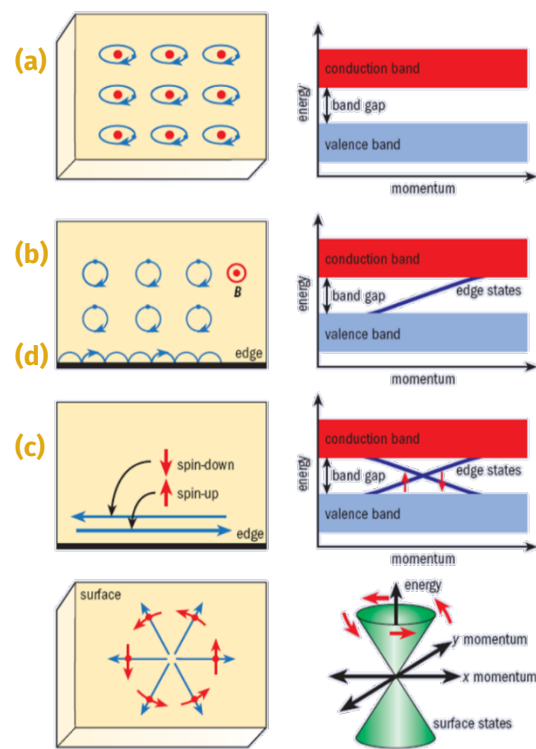 (a)
energy
conduction band
band gap
valence band
momentum
(b)
B
(d)
edge
energy
conduction band
band gap
edge states
valence band
momentum
(c)
spin-down
spin-up
edge
energy
conduction band
band gap
edge states
valence band
momentum
surface
energy
y momentum
x momentum
surface states